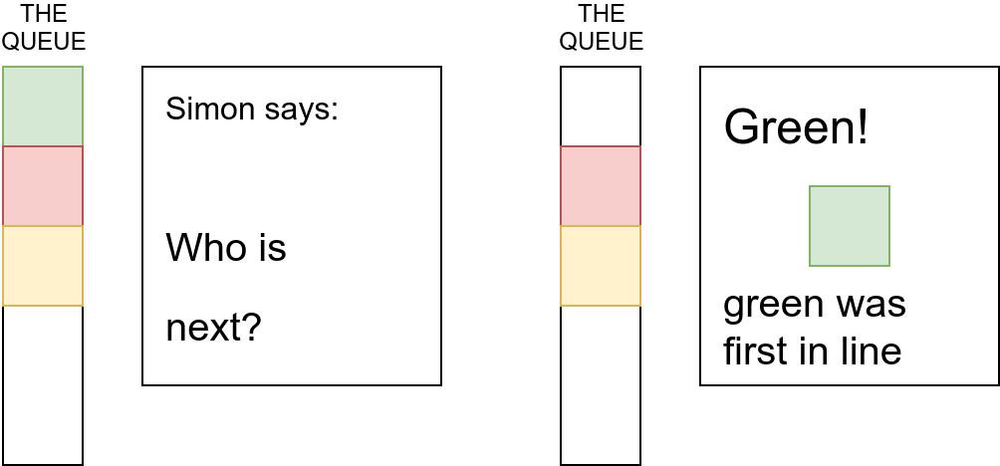 THE
QUEUE
Simon says:
Who is
next?
THE
QUEUE
Green!
green was
first in line